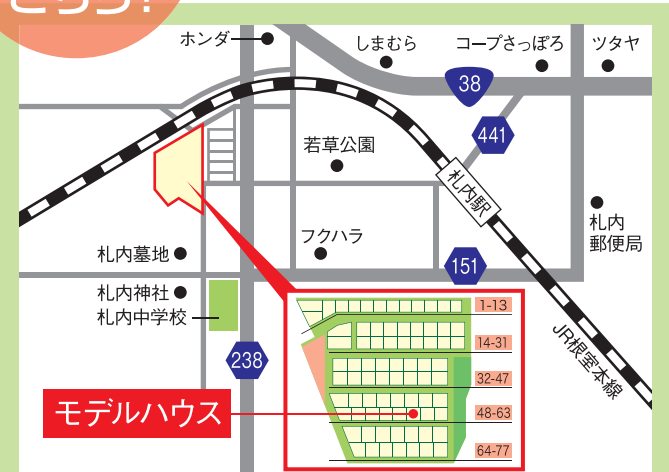 とりっ!
ホンダ
しまむら
コープさっぽろ
ツタヤ
38
441
若草公園
札内駅
札内
郵便局
フクハラ
札内墓地
151
札内神社
札内中学校
1-13
14-31
JR根室本線
238
32-47
モデルハウス
48-63
64-77